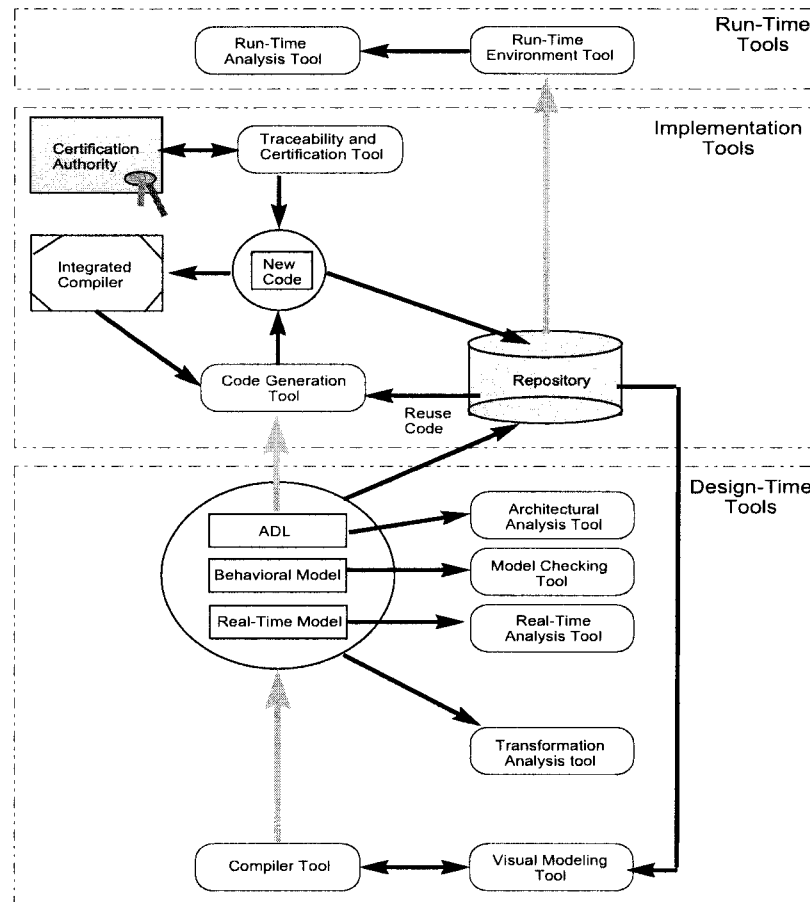 Run-Time
Tools
Run-Time
Analysis Tool
Run-Time
Environment Tool
Implementation
Tools
Certification
Authority
Traceability and
Certification Tool
Integrated
Compiler
New
Code
Code Generation
Tool
Repository
Reuse
Code
Design-Time
Tools
ADL
Architectural
Analysis Tool
Behavioral Model
Model Checking
Tool
Real-Time Model
Real-Time
Analysis Tool
Transformation
Analysis tool
Compiler Tool
Visual Modeling
Tool